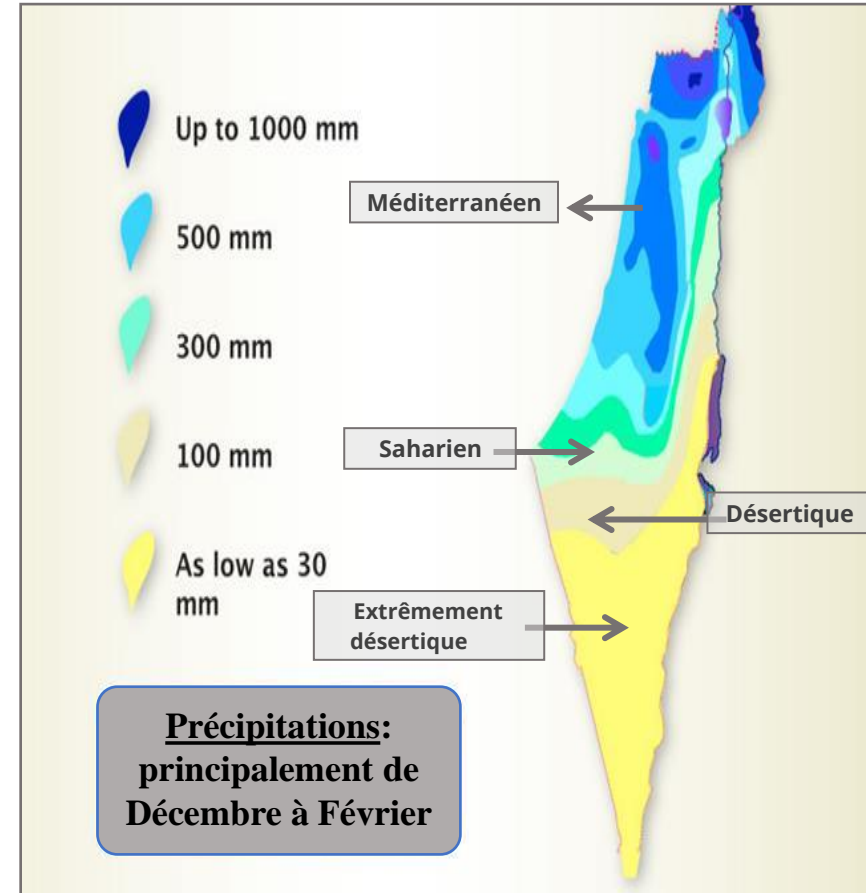 Up to 1000 mm
Méditerranéen
500 mm
300 mm
Saharien
100 mm
Désertique
As low as 30
mm
Extrêmement
désertique
Précipitations:
principalement de
Décembre à Février